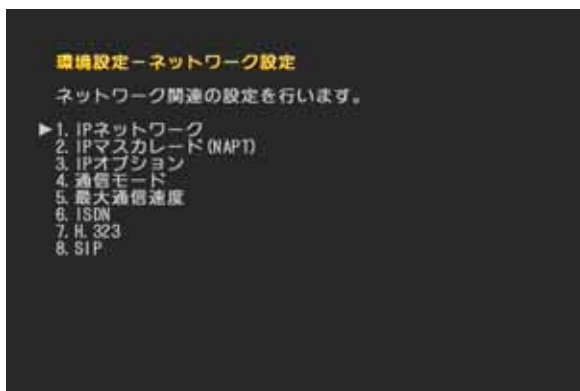 環境設定－ネットワーク設定
ネットワーク関連の設定を行います。
▶1. IPネットワーク
2. IPマスカレード(NAPT)
3. IPオプション
4. 通信モード
5. 最大通信速度
6. ISDN
7. H.323
8. SIP